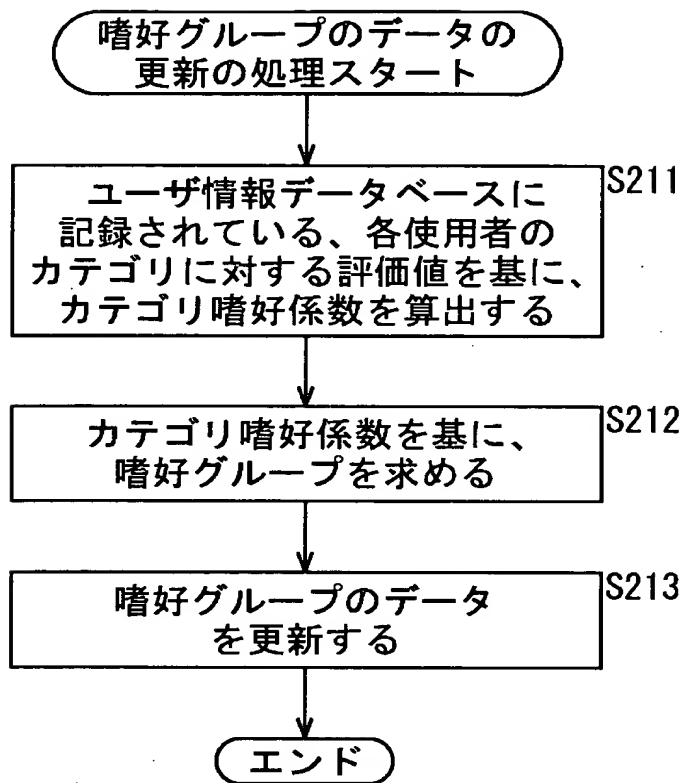 嗜好グループのデータの
更新の処理スタート
S211
ユーザ情報データベースに
記録されている、各使用者の
カテゴリに対する評価値を基に、
カテゴリ嗜好係数を算出する
S212
カテゴリ嗜好係数を基に、
嗜好グループを求める
S213
嗜好グループのデータ
を更新する
エンド